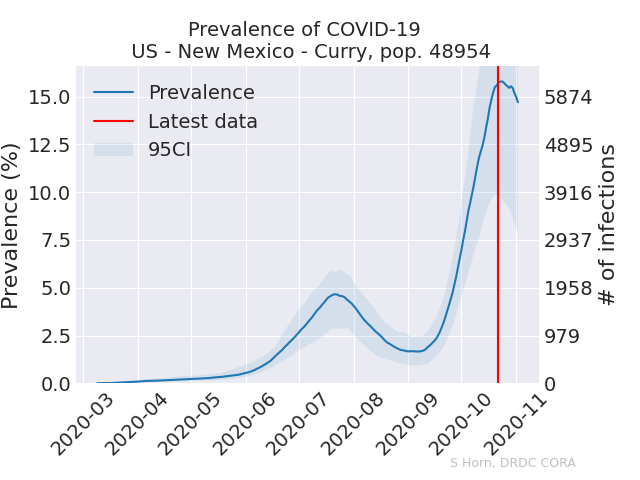 Prevalence of COVID-19
US - New Mexico - Curry, pop. 48954
Prevalence
Latest data
95CI
Prevalence (%)
15.0
12.5
10.0
7.5
5.0
2.5
0.0
5874
4895
3916
2937
1958
979
0
# of infections
2020-03
2020-04
2020-05
2020-06
2020-07
2020-08
2020-09
2020-10
2020-11
S Horn, DRDC CORA